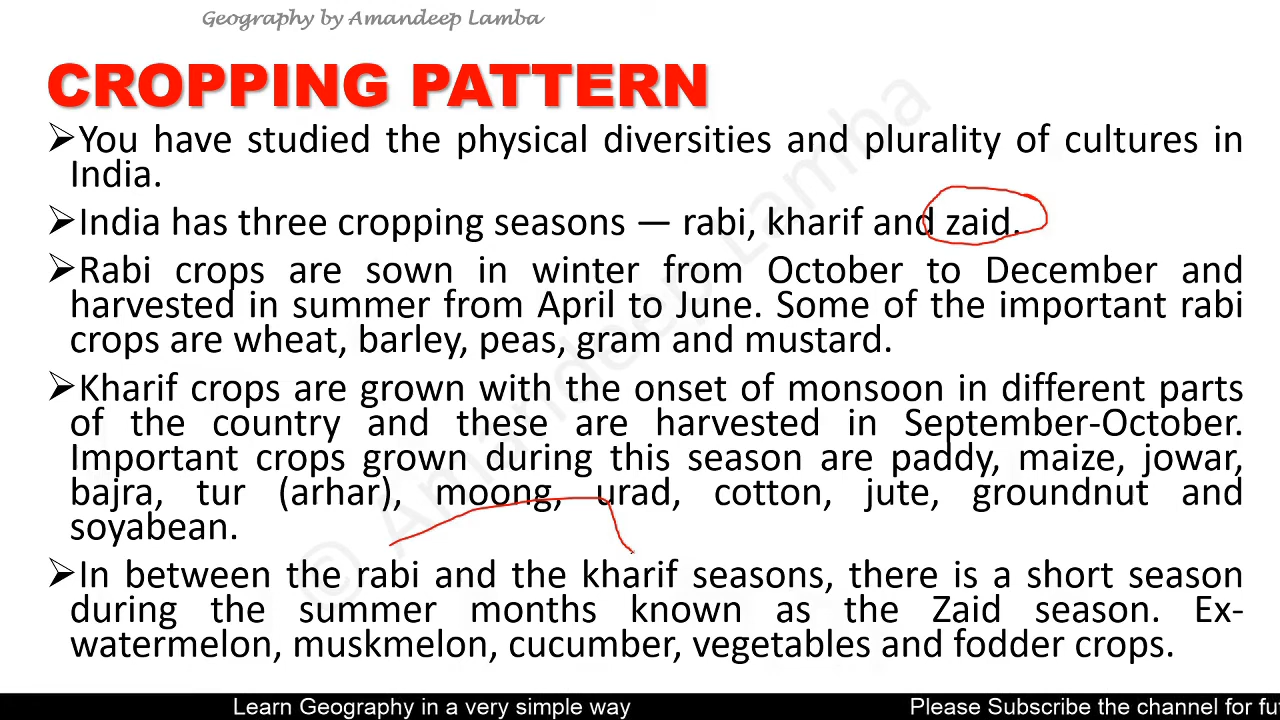 Geography by Amandeep Lamba
CROPPING PATTERN
➢You have studied the physical diversities and plurality of cultures in
India.
➢India has three cropping seasons — rabi, kharif and zaid.
➢Rabi crops are sown in winter from October to December and
harvested in summer from April to June. Some of the important rabi
crops are wheat, barley, peas, gram and mustard.
➢Kharif crops are grown with the onset of monsoon in different parts
of the country and these are harvested in September-October.
Important crops grown during this season are paddy, maize, jowar,
bajra, tur (arhar), moong, urad, cotton, jute, groundnut and
soyabean.
➢In between the rabi and the kharif seasons, there is a short season
during the summer months known as the Zaid season. Ex-
watermelon, muskmelon, cucumber, vegetables and fodder crops.
© Amandeep Lamba
Learn Geography in a very simple way
Please Subscribe the channel for fu